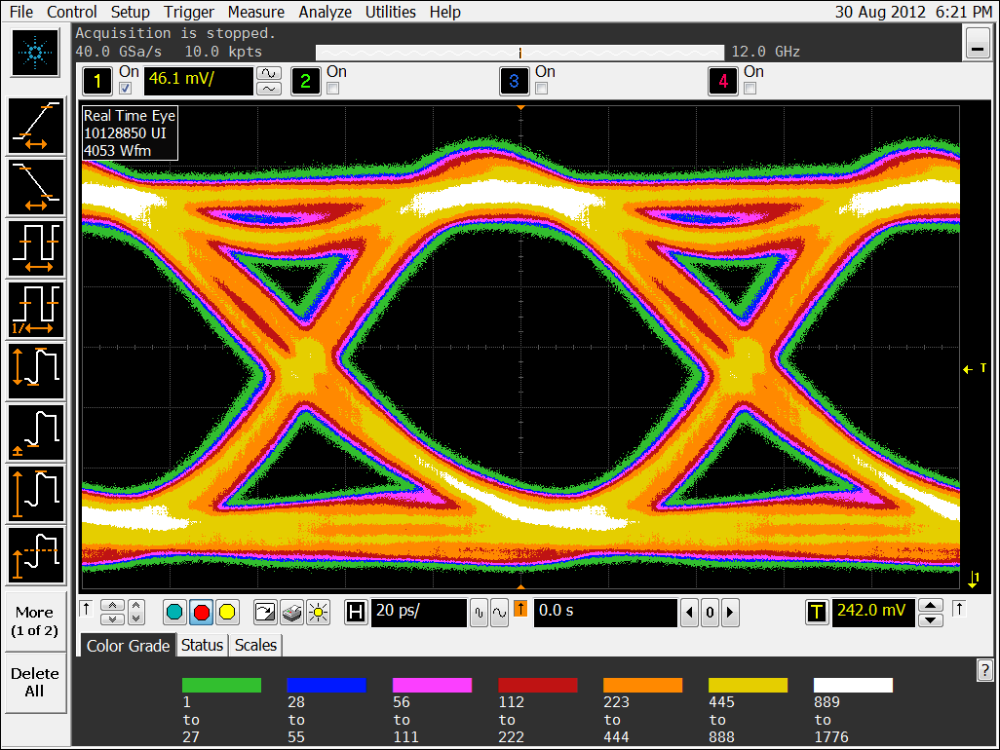 File Control Setup Trigger Measure Analyze Utilities Help 30 Aug 2012 6:21 PM
Acquisition is stopped.
40.0 GSa/s 10.0 kpts 12.0 GHz
1 On 46.1 mV/ 2 On 3 On 4 On
Real Time Eye
10128850 UI
4053 Wfm
1/
T
1
More
(1 of 2)
Delete
All
H 20 ps/ 0.0 s 0 T 242.0 mV
Color Grade Status Scales
?
1 28 56 112 223 445 889
to to to to to to to
27 55 111 222 444 888 1776